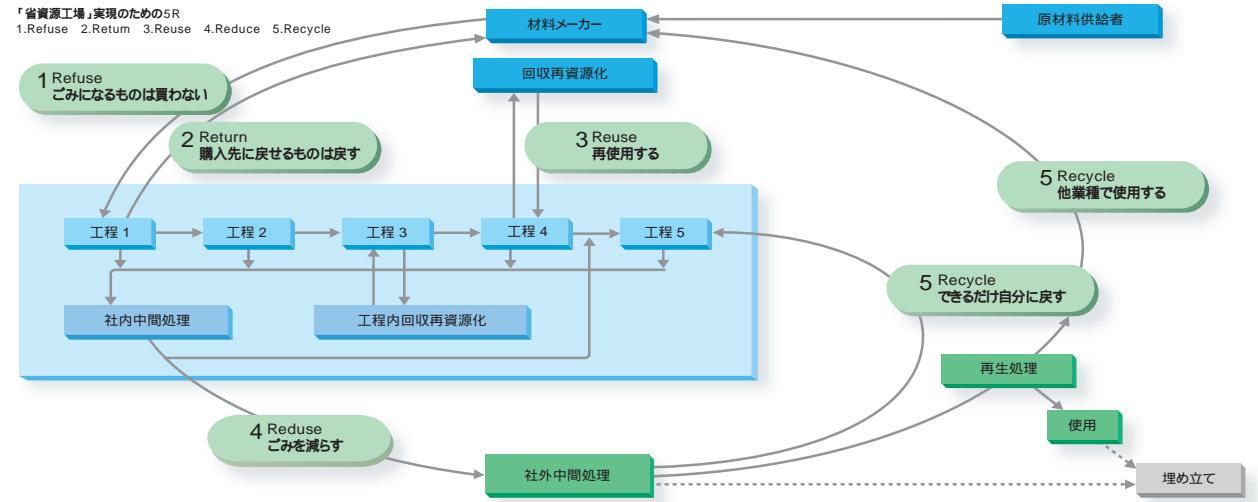 「省資源工場」実現のための5R
1.Refuse 2.Retum 3.Reuse 4.Reduce 5.Recycle
材料メーカー
原材料供給者
回収再資源化
1 Refuse
ごみになるものは買わない
2 Return
購入先に戻せるものは戻す
3 Reuse
再使用する
5 Recycle
他業種で使用する
工程 1
工程 2
工程 3
工程 4
工程 5
5 Recycle
できるだけ自分に戻す
社内中間処理
工程内回収再資源化
再生処理
4 Reduse
ごみを減らす
使用
社外中間処理
埋め立て